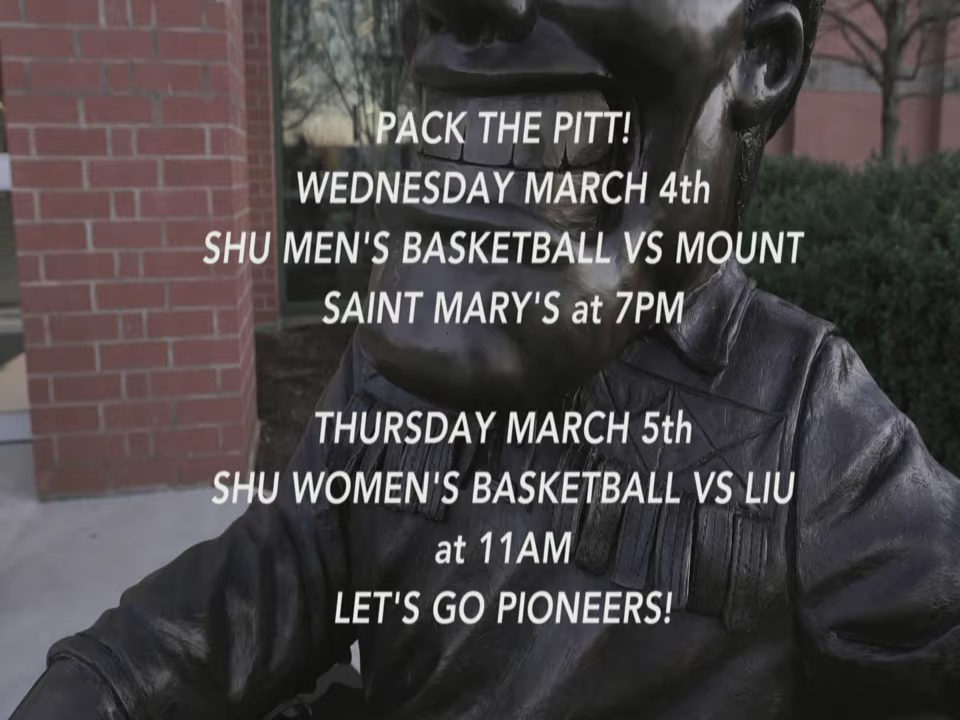 PACK THE PITT!
WEDNESDAY MARCH 4th
SHU MEN'S BASKETBALL VS MOUNT
SAINT MARY'S at 7PM
THURSDAY MARCH 5th
SHU WOMEN'S BASKETBALL VS LIU
at 11AM
LET'S GO PIONEERS!